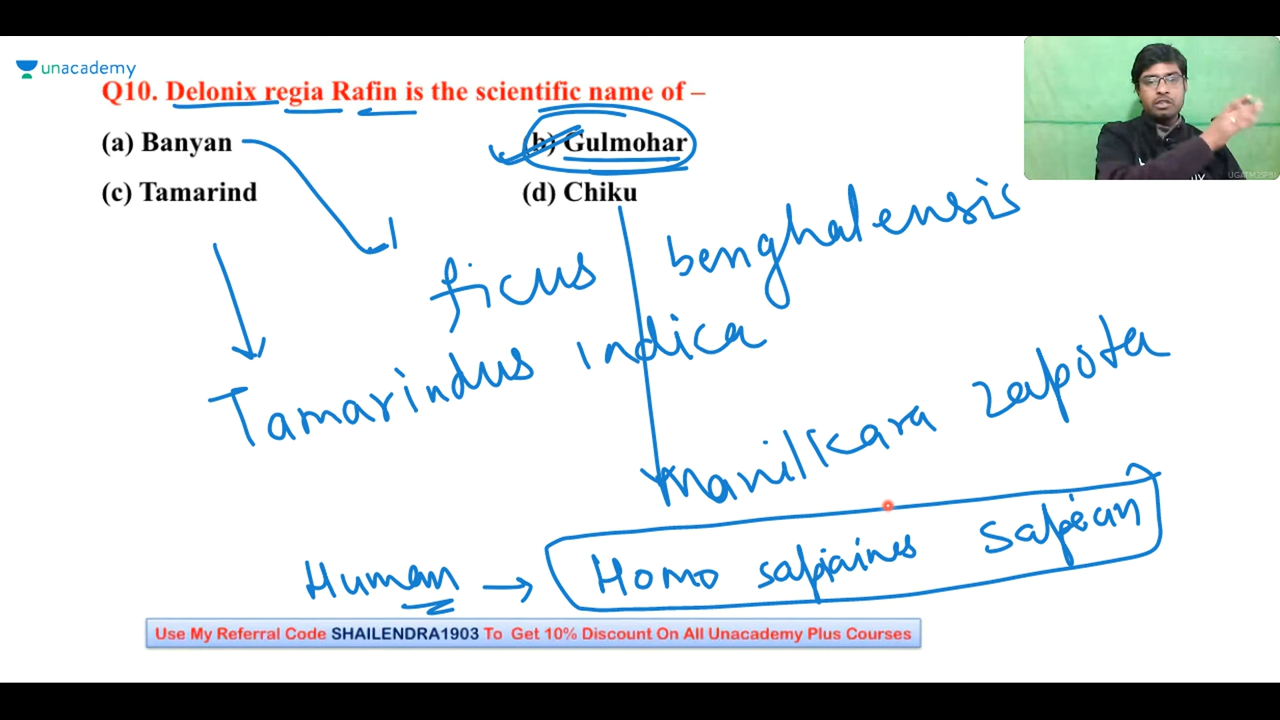 unacademy
Q10. Delonix regia Rafin is the scientific name of –
(a) Banyan
(b) Gulmohar
(c) Tamarind
(d) Chiku
ficus benghalensis
Tamarindus indica
manilkara zapota
Human → Homo sapiaines Sapean
Use My Referral Code SHAILENDRA1903 To Get 10% Discount On All Unacademy Plus Courses